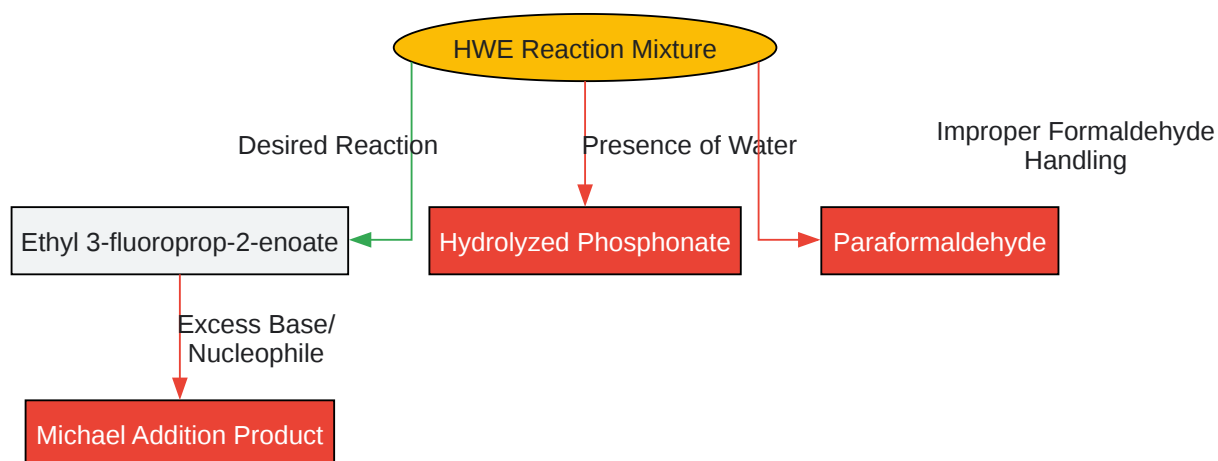 HWE Reaction Mixture
Desired Reaction
Presence of Water
Improper Formaldehyde
Handling
Ethyl 3-fluoroprop-2-enoate
Hydrolyzed Phosphonate
Paraformaldehyde
Excess Base/
Nucleophile
Michael Addition Product